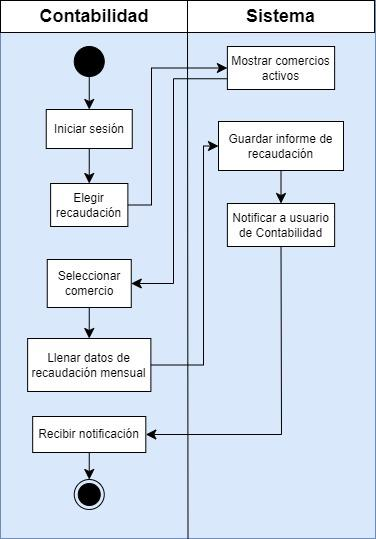 Contabilidad
Sistema
Mostrar comercios
activos
Iniciar sesión
Guardar informe de
recaudación
Elegir
recaudación
Notificar a usuario
de Contabilidad
Seleccionar
comercio
Llenar datos de
recaudación mensual
Recibir notificación